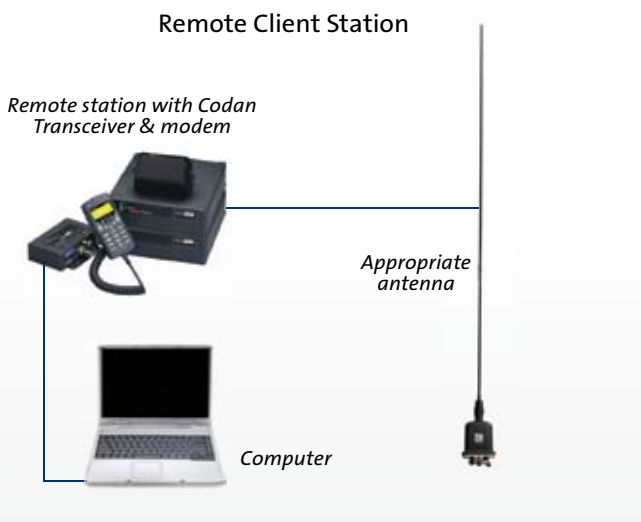 Remote Client Station
Remote station with Codan
Transceiver & modem
Appropriate
antenna
Computer